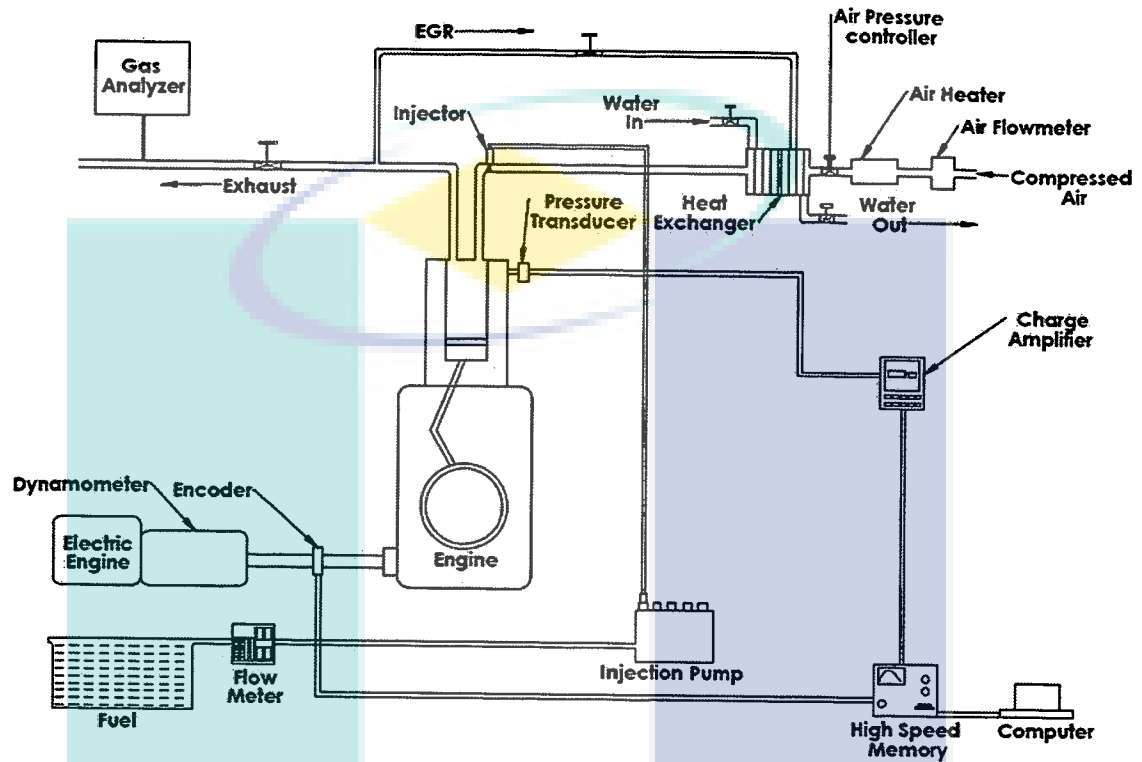 EGR
Air Pressure
controller
Gas
Analyzer
Injector
Water
In
Air Heater
Air Flowmeter
Exhaust
Compressed
Air
Pressure
Transducer
Heat
Exchanger
Water
Out
Charge
Amplifier
Dynamometer
Encoder
Electric
Engine
Engine
Flow
Meter
Injection Pump
Fuel
High Speed
Memory
Computer